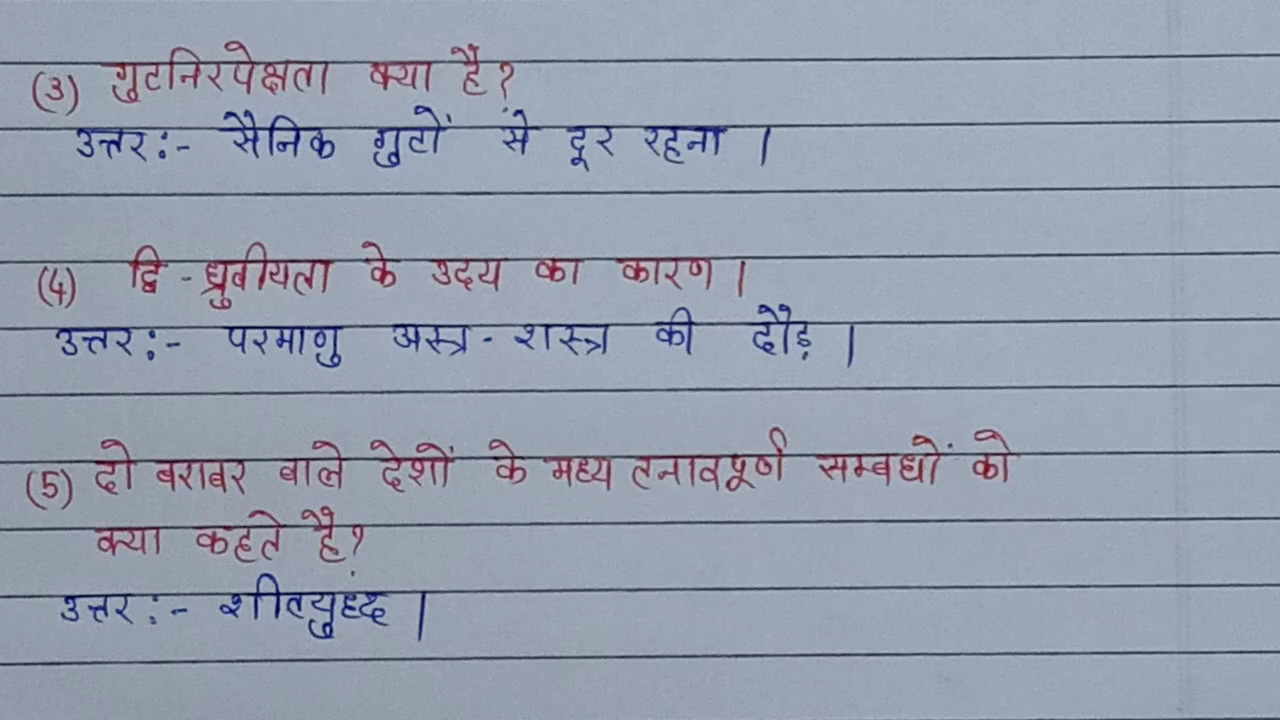 (3) गुटनिरपेक्षता क्या है?
उत्तर:- सैनिक गुटों से दूर रहना ।
(4) द्वि-ध्रुवीयता के उदय का कारण ।
उत्तर:- परमाणु अस्त्र-शस्त्र की दौड़ ।
(5) दो बराबर वाले देशों के मध्य तनावपूर्ण सम्बधों को
क्या कहते है?
उत्तर:- शीतयुध्द ।